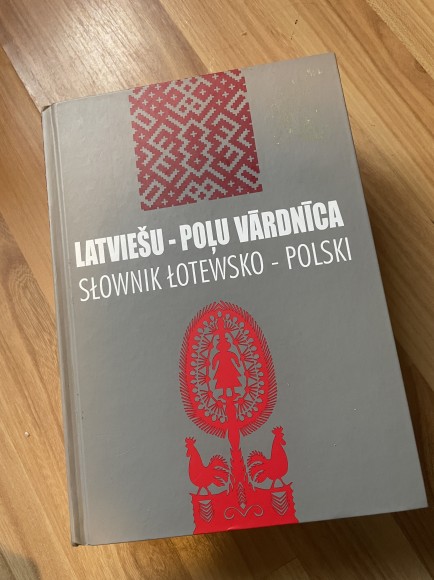 LATVIEŠU - POĻU VĀRDNĪCA
SŁOWNIK ŁOTEWSKO - POLSKI